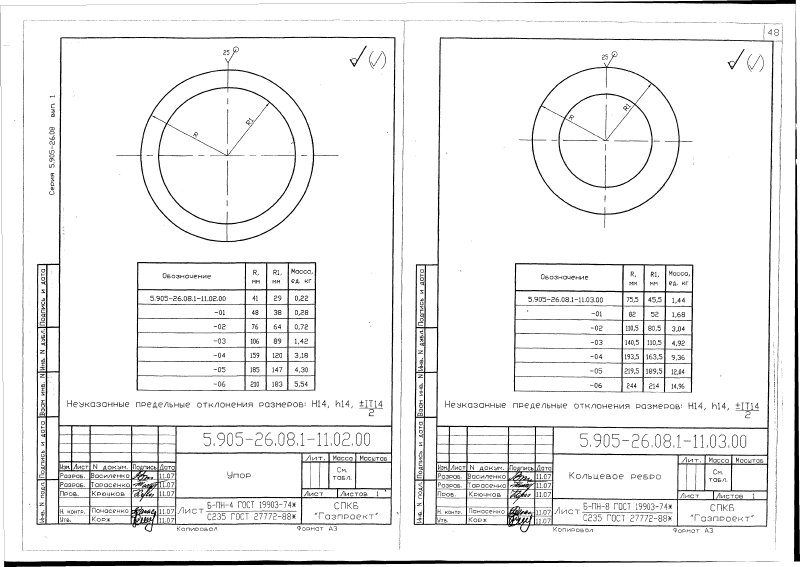 48
Серия 5.905-26.08 вып. 1
25
R
R1
Обозначение | R, мм | R1, мм | Масса, ед. кг
5.905-26.08.1-11.02.00 | 41 | 29 | 0,22
-01 | 48 | 38 | 0,28
-02 | 76 | 64 | 0,72
-03 | 106 | 89 | 1,42
-04 | 159 | 120 | 3,18
-05 | 185 | 147 | 4,30
-06 | 210 | 183 | 5,54
Неуказанные предельные отклонения размеров: H14, h14, ±IT14/2
5.905-26.08.1-11.02.00
Изм. Лист N докум. Подпись Дата
Разраб. Василенко 11.07
Разраб. Тарасенко 11.07
Пров. Крючков 11.07
Н. контр. Панасенко 11.07
Утв. Корж 11.07
Упор
Лит. Масса Масштаб
См. табл.
Лист Листов 1
Лист Б-ПН-4 ГОСТ 19903-74*
С235 ГОСТ 27772-88*
СПКБ
"Газпроект"
Копировал Формат А3
Инв. N подл. Подпись и дата Взам инв. N Инв. N дубл. Подпись и дата
25
R
R1
Обозначение | R, мм | R1, мм | Масса, ед. кг
5.905-26.08.1-11.03.00 | 75,5 | 45,5 | 1,44
-01 | 82 | 52 | 1,68
-02 | 110,5 | 80,5 | 3,04
-03 | 140,5 | 110,5 | 4,92
-04 | 193,5 | 163,5 | 9,36
-05 | 219,5 | 189,5 | 12,04
-06 | 244 | 214 | 14,96
Неуказанные предельные отклонения размеров: H14, h14, ±IT14/2
5.905-26.08.1-11.03.00
Изм. Лист N докум. Подпись Дата
Разраб. Василенко 11.07
Разраб. Тарасенко 11.07
Пров. Крючков 11.07
Н. контр. Панасенко 11.07
Утв. Корж 11.07
Кольцевое ребро
Лит. Масса Масштаб
См. табл.
Лист Листов 1
Лист Б-ПН-8 ГОСТ 19903-74*
С235 ГОСТ 27772-88*
СПКБ
"Газпроект"
Копировал Формат А3
Инв. N подл. Подпись и дата Взам инв. N Инв. N дубл. Подпись и дата